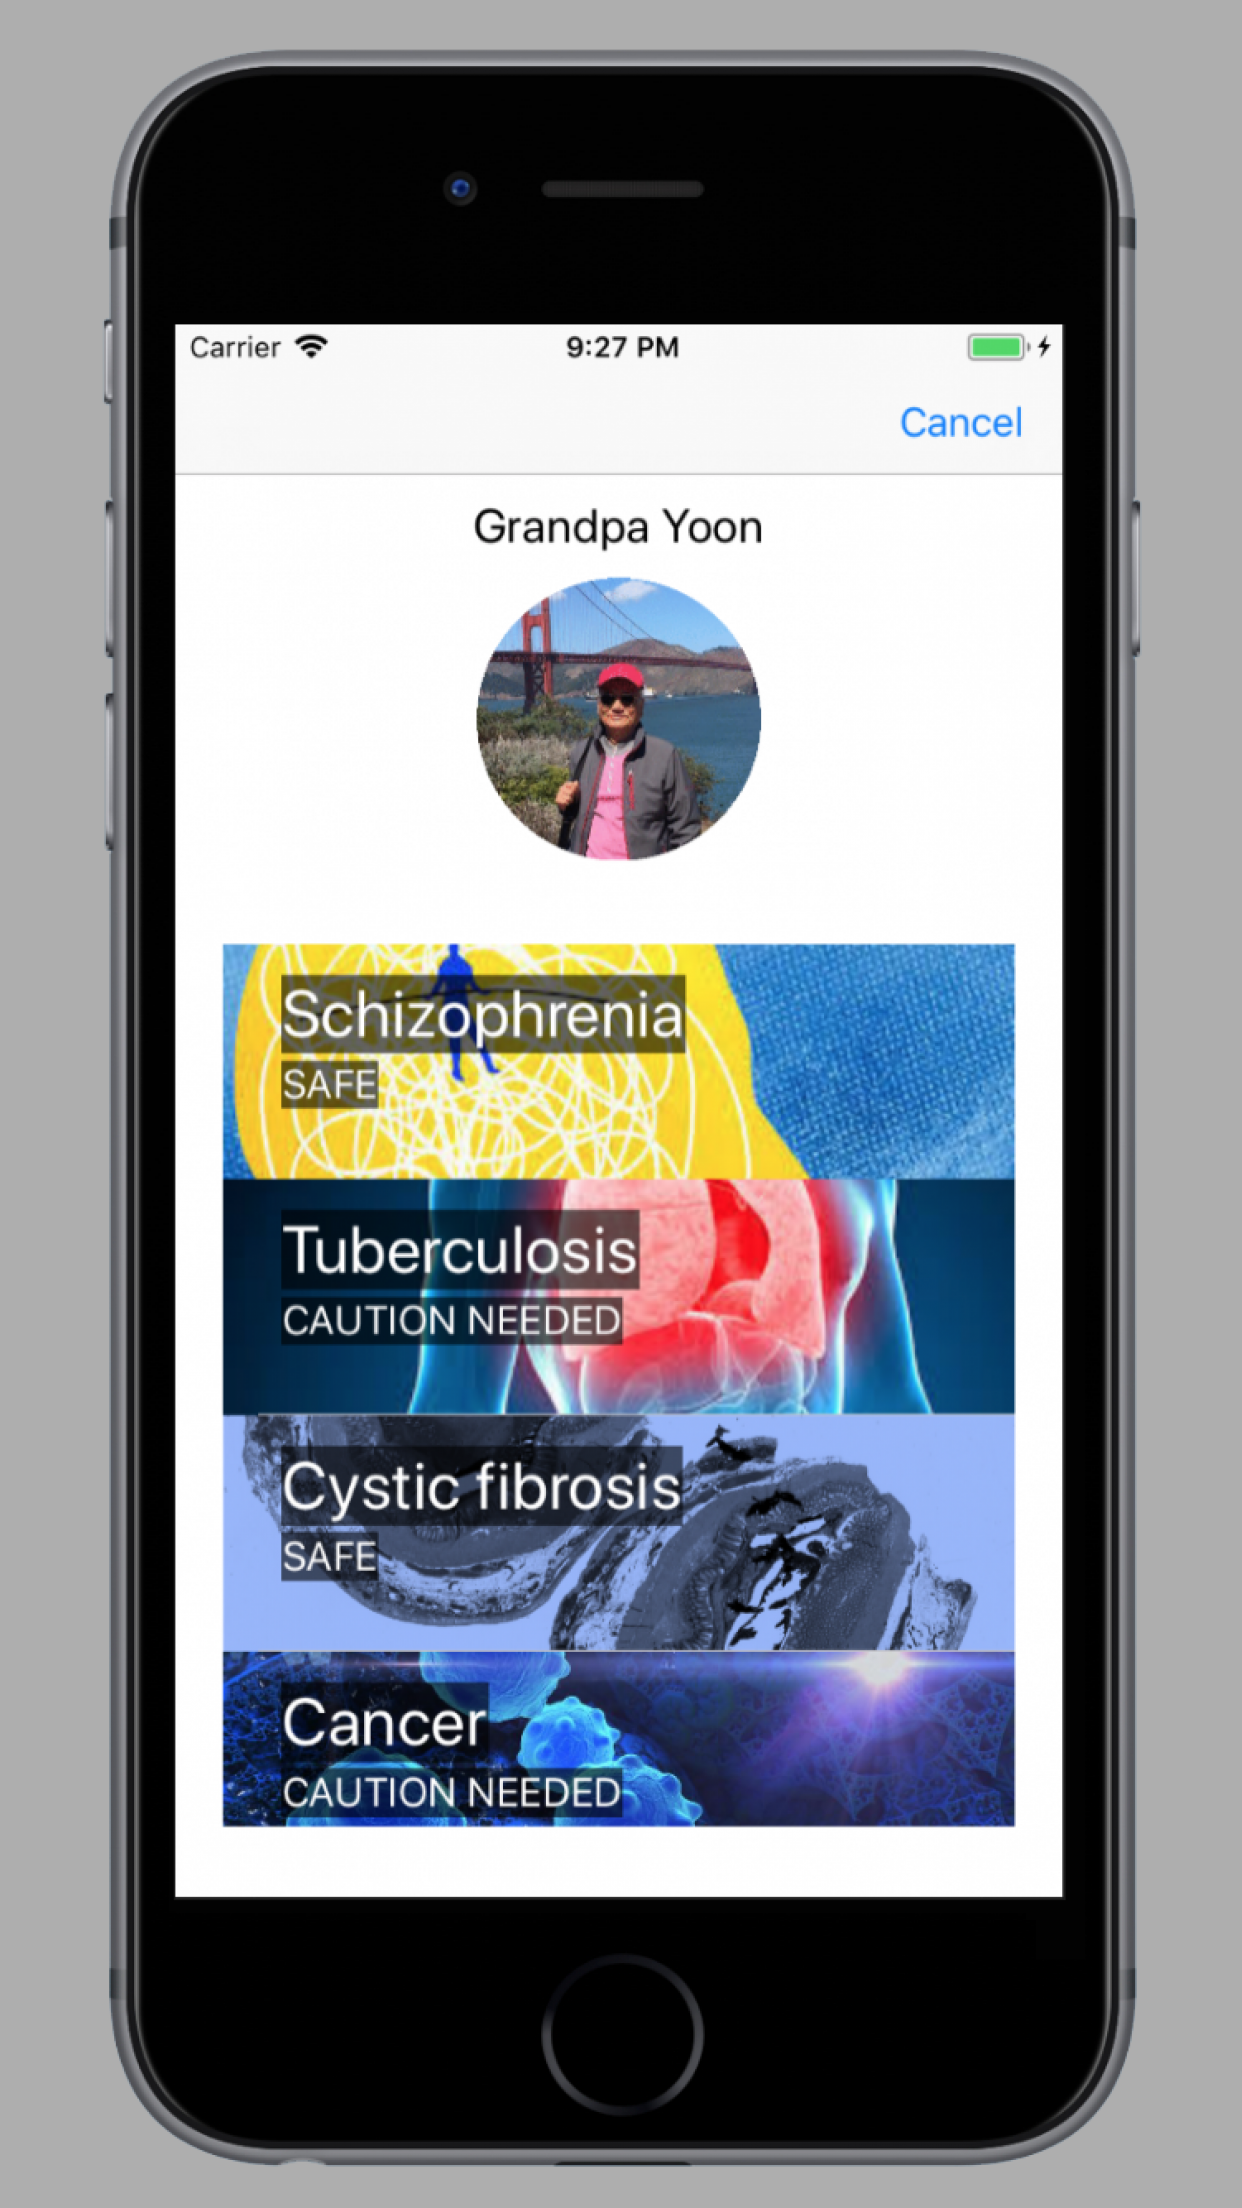 Carrier
9:27 PM
Cancel
Grandpa Yoon
Schizophrenia
SAFE
Tuberculosis
CAUTION NEEDED
Cystic fibrosis
SAFE
Cancer
CAUTION NEEDED